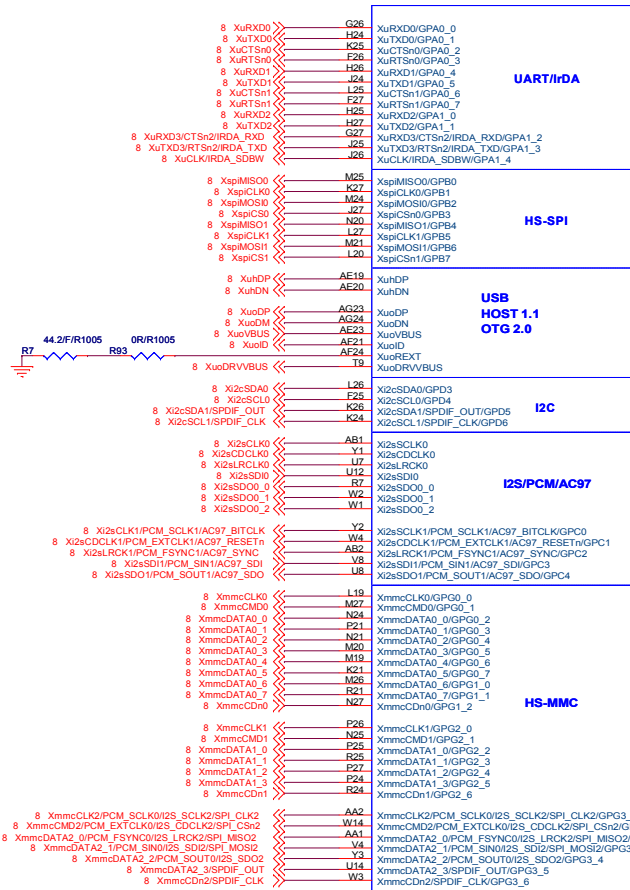 8 XuRXD0 G26 XuRXD0/GPA0_0
8 XuTXD0 H24 XuTXD0/GPA0_1
8 XuCTSn0 K25 XuCTSn0/GPA0_2
8 XuRTSn0 F26 XuRTSn0/GPA0_3
8 XuRXD1 H26 XuRXD1/GPA0_4
8 XuTXD1 J24 XuTXD1/GPA0_5
UART/IrDA
8 XuCTSn1 L25 XuCTSn1/GPA0_6
8 XuRTSn1 F27 XuRTSn1/GPA0_7
8 XuRXD2 H25 XuRXD2/GPA1_0
8 XuTXD2 H27 XuTXD2/GPA1_1
8 XuRXD3/CTSn2/IRDA_RXD G27 XuRXD3/CTSn2/IRDA_RXD/GPA1_2
8 XuTXD3/RTSn2/IRDA_TXD J25 XuTXD3/RTSn2/IRDA_TXD/GPA1_3
8 XuCLK/IRDA_SDBW J26 XuCLK/IRDA_SDBW/GPA1_4
8 XspiMISO0 M25 XspiMISO0/GPB0
8 XspiCLK0 K27 XspiCLK0/GPB1
8 XspiMOSI0 M24 XspiMOSI0/GPB2
8 XspiCS0 J27 XspiCSn0/GPB3
HS-SPI
8 XspiMISO1 N20 XspiMISO1/GPB4
8 XspiCLK1 L27 XspiCLK1/GPB5
8 XspiMOSI1 M21 XspiMOSI1/GPB6
8 XspiCS1 L20 XspiCSn1/GPB7
8 XuhDP AE19 XuhDP
8 XuhDN AE20 XuhDN
USB
HOST 1.1
OTG 2.0
8 XuoDP AG23 XuoDP
8 XuoDM AG24 XuoDN
8 XuoVBUS AE23 XuoVBUS
8 XuoID AF21 XuoID
R7 44.2/F/R1005 R93 0R/R1005 AF24 XuoREXT
8 XuoDRVVBUS T9 XuoDRVVBUS
8 Xi2cSDA0 L26 Xi2cSDA0/GPD3
8 Xi2cSCL0 F25 Xi2cSCL0/GPD4
8 Xi2cSDA1/SPDIF_OUT K26 Xi2cSDA1/SPDIF_OUT/GPD5
I2C
8 Xi2cSCL1/SPDIF_CLK K24 Xi2cSCL1/SPDIF_CLK/GPD6
8 Xi2sCLK0 AB1 Xi2sSCLK0
8 Xi2sCDCLK0 Y1 Xi2sCDCLK0
8 Xi2sLRCLK0 U7 Xi2sLRCK0
8 Xi2sSDI0 U12 Xi2sSDI0
I2S/PCM/AC97
8 Xi2sSDO0_0 R7 Xi2sSDO0_0
8 Xi2sSDO0_1 W2 Xi2sSDO0_1
8 Xi2sSDO0_2 W1 Xi2sSDO0_2
8 Xi2sCLK1/PCM_SCLK1/AC97_BITCLK Y2 Xi2sSCLK1/PCM_SCLK1/AC97_BITCLK/GPC0
8 Xi2sCDCLK1/PCM_EXTCLK1/AC97_RESETn W4 Xi2sCDCLK1/PCM_EXTCLK1/AC97_RESETn/GPC1
8 Xi2sLRCK1/PCM_FSYNC1/AC97_SYNC AB2 Xi2sLRCK1/PCM_FSYNC1/AC97_SYNC/GPC2
8 Xi2sSDI1/PCM_SIN1/AC97_SDI V8 Xi2sSDI1/PCM_SIN1/AC97_SDI/GPC3
8 Xi2sSDO1/PCM_SOUT1/AC97_SDO U8 Xi2sSDO1/PCM_SOUT1/AC97_SDO/GPC4
8 XmmcCLK0 L19 XmmcCLK0/GPG0_0
8 XmmcCMD0 M27 XmmcCMD0/GPG0_1
8 XmmcDATA0_0 N24 XmmcDATA0_0/GPG0_2
8 XmmcDATA0_1 P21 XmmcDATA0_1/GPG0_3
8 XmmcDATA0_2 N21 XmmcDATA0_2/GPG0_4
8 XmmcDATA0_3 M20 XmmcDATA0_3/GPG0_5
8 XmmcDATA0_4 M19 XmmcDATA0_4/GPG0_6
8 XmmcDATA0_5 K21 XmmcDATA0_5/GPG0_7
8 XmmcDATA0_6 M26 XmmcDATA0_6/GPG1_0
8 XmmcDATA0_7 R21 XmmcDATA0_7/GPG1_1
8 XmmcCDn0 N27 XmmcCDn0/GPG1_2
HS-MMC
8 XmmcCLK1 P26 XmmcCLK1/GPG2_0
8 XmmcCMD1 N25 XmmcCMD1/GPG2_1
8 XmmcDATA1_0 P25 XmmcDATA1_0/GPG2_2
8 XmmcDATA1_1 R25 XmmcDATA1_1/GPG2_3
8 XmmcDATA1_2 P27 XmmcDATA1_2/GPG2_4
8 XmmcDATA1_3 P24 XmmcDATA1_3/GPG2_5
8 XmmcCDn1 R24 XmmcCDn1/GPG2_6
8 XmmcCLK2/PCM_SCLK0/I2S_SCLK2/SPI_CLK2 AA2 XmmcCLK2/PCM_SCLK0/I2S_SCLK2/SPI_CLK2/GPG3_
8 XmmcCMD2/PCM_EXTCLK0/I2S_CDCLK2/SPI_CSn2 W14 XmmcCMD2/PCM_EXTCLK0/I2S_CDCLK2/SPI_CSn2/G
8 XmmcDATA2_0/PCM_FSYNC0/I2S_LRCK2/SPI_MISO2 AA1 XmmcDATA2_0/PCM_FSYNC0/I2S_LRCK2/SPI_MISO2/
8 XmmcDATA2_1/PCM_SIN0/I2S_SDI2/SPI_MOSI2 V4 XmmcDATA2_1/PCM_SIN0/I2S_SDI2/SPI_MOSI2/GPG3
8 XmmcDATA2_2/PCM_SOUT0/I2S_SDO2 Y3 XmmcDATA2_2/PCM_SOUT0/I2S_SDO2/GPG3_4
8 XmmcDATA2_3/SPDIF_OUT U14 XmmcDATA2_3/SPDIF_OUT/GPG3_5
8 XmmcCDn2/SPDIF_CLK W3 XmmcCDn2/SPDIF_CLK/GPG3_6